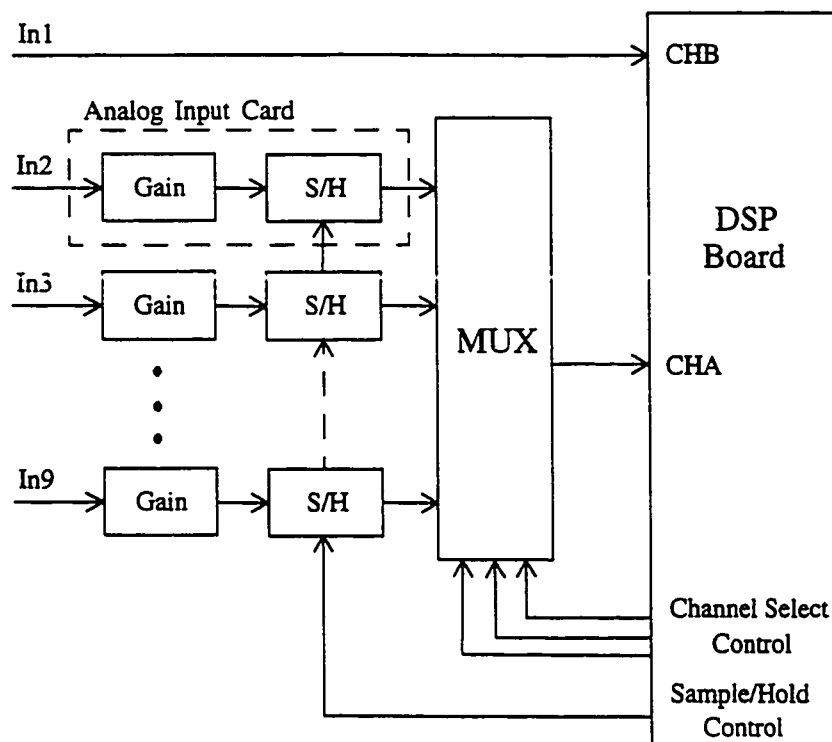 In1
CHB
Analog Input Card
In2
Gain
S/H
DSP
Board
In3
Gain
S/H
MUX
CHA
In9
Gain
S/H
Channel Select
Control
Sample/Hold
Control